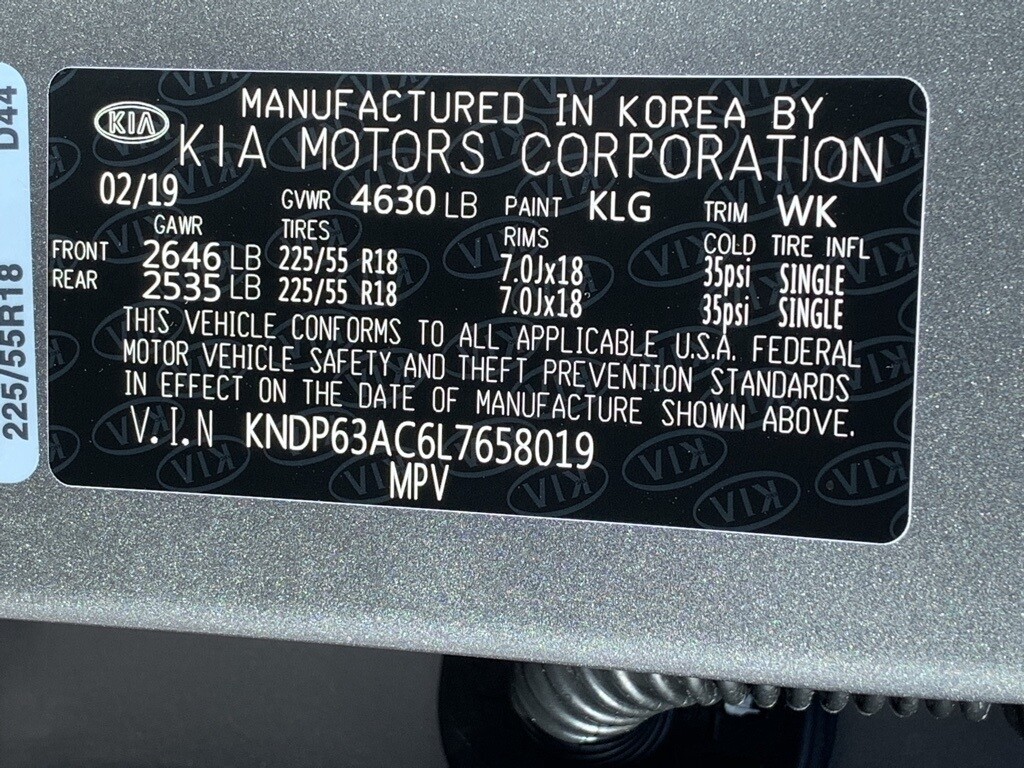 KIA
MANUFACTURED IN KOREA BY
KIA MOTORS CORPORATION
02/19 GVWR 4630 LB PAINT KLG TRIM WK
GAWR TIRES RIMS COLD TIRE INFL
FRONT 2646 LB 225/55 R18 7.0Jx18 35psi SINGLE
REAR 2535 LB 225/55 R18 7.0Jx18 35psi SINGLE
THIS VEHICLE CONFORMS TO ALL APPLICABLE U.S.A. FEDERAL
MOTOR VEHICLE SAFETY AND THEFT PREVENTION STANDARDS
IN EFFECT ON THE DATE OF MANUFACTURE SHOWN ABOVE.
V.I.N KNDP63AC6L7658019
MPV
225/55R18 D44